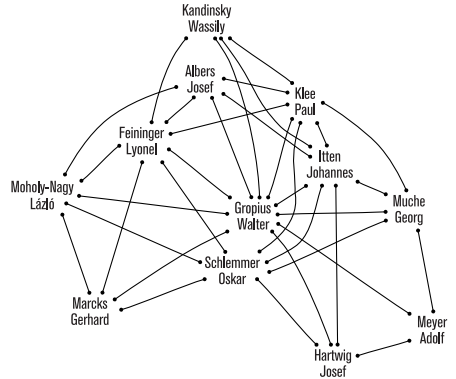 Kandinsky
Wassily
Albers
Josef
Klee
Paul
Feininger
Lyonel
Itten
Johannes
Moholy-Nagy
Lázló
Gropius
Walter
Muche
Georg
Schlemmer
Oskar
Marcks
Gerhard
Meyer
Adolf
Hartwig
Josef